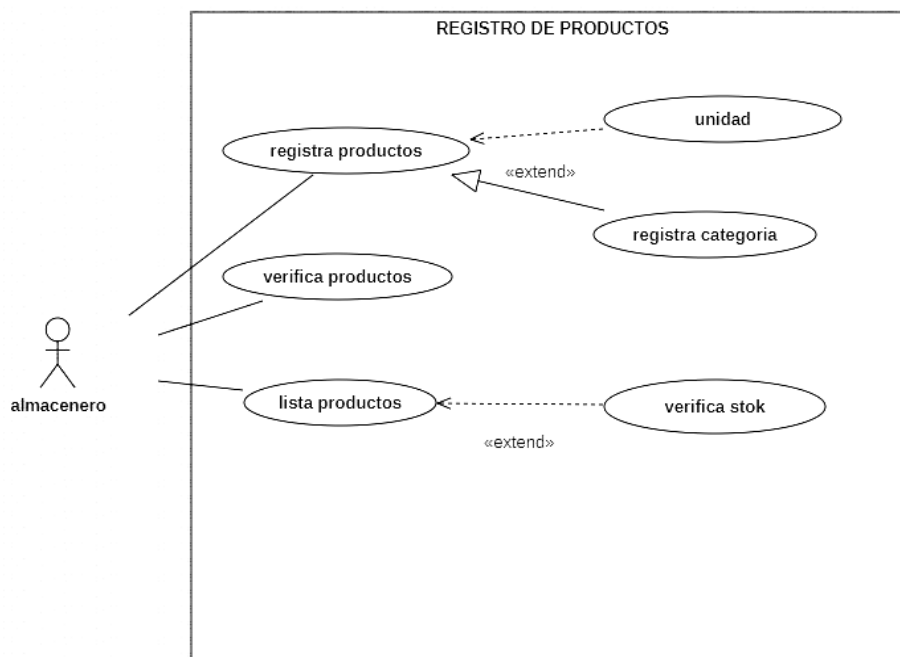 REGISTRO DE PRODUCTOS
unidad
registra productos
«extend»
registra categoria
verifica productos
almacenero
lista productos
verifica stok
«extend»